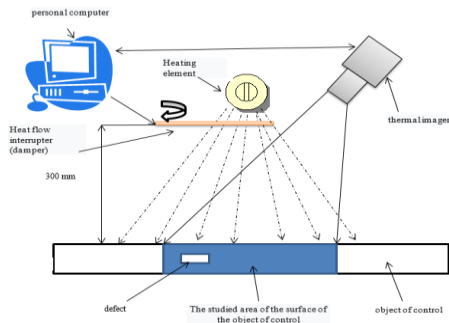 personal computer
Heating
element
thermal imager
Heat flow
interrupter
(damper)
300 mm
defect
The studied area of the surface of
the object of control
object of control